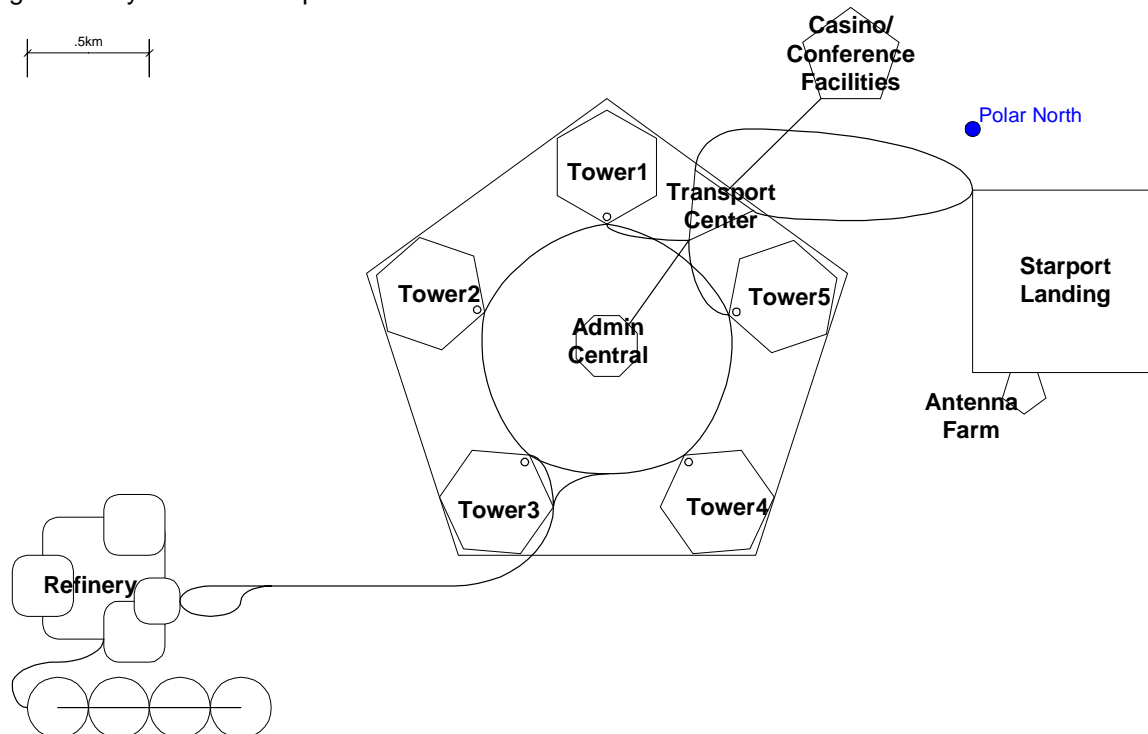 .5km
Casino/
Conference
Facilities
Polar North
Tower1
Transport
Center
Tower2
Tower5
Starport
Landing
Admin
Central
Antenna
Farm
Tower3
Tower4
Refinery